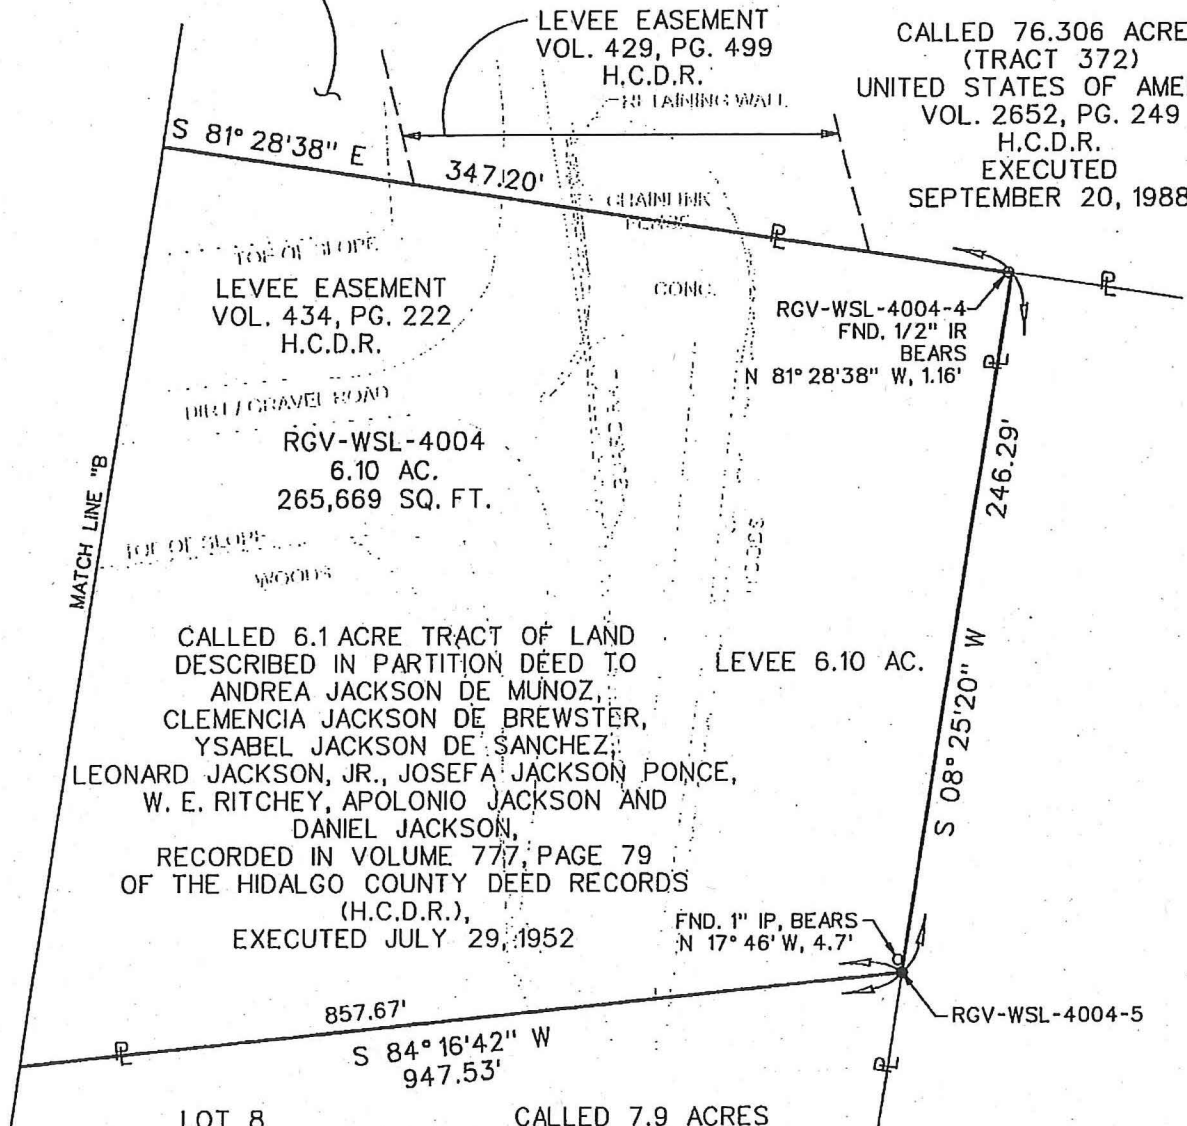 LEVEE EASEMENT
VOL. 429, PG. 499
H.C.D.R.
RETAINING WALL
CALLED 76.306 ACRE
(TRACT 372)
UNITED STATES OF AME
VOL. 2652, PG. 249
H.C.D.R.
EXECUTED
SEPTEMBER 20, 1988
S 81° 28'38" E
347.20'
CHAINLINK
FENCE
TOP OF SLOPE
LEVEE EASEMENT
VOL. 434, PG. 222
H.C.D.R.
CONC.
RGV-WSL-4004-4
FND. 1/2" IR
BEARS
N 81° 28'38" W, 1.16'
DIRT/GRAVEL ROAD
RGV-WSL-4004
6.10 AC.
265,669 SQ. FT.
246.29'
MATCH LINE "B
TOP OF SLOPE
WOODS
WOODS
CALLED 6.1 ACRE TRACT OF LAND
DESCRIBED IN PARTITION DEED TO
ANDREA JACKSON DE MUNOZ,
CLEMENCIA JACKSON DE BREWSTER,
YSABEL JACKSON DE SANCHEZ,
LEONARD JACKSON, JR., JOSEFA JACKSON PONCE,
W. E. RITCHEY, APOLONIO JACKSON AND
DANIEL JACKSON,
RECORDED IN VOLUME 777, PAGE 79
OF THE HIDALGO COUNTY DEED RECORDS
(H.C.D.R.),
EXECUTED JULY 29, 1952
LEVEE 6.10 AC.
S 08° 25'20" W
FND. 1" IP, BEARS
N 17° 46' W, 4.7'
RGV-WSL-4004-5
857.67'
S 84° 16'42" W
947.53'
LOT 8
CALLED 7.9 ACRES